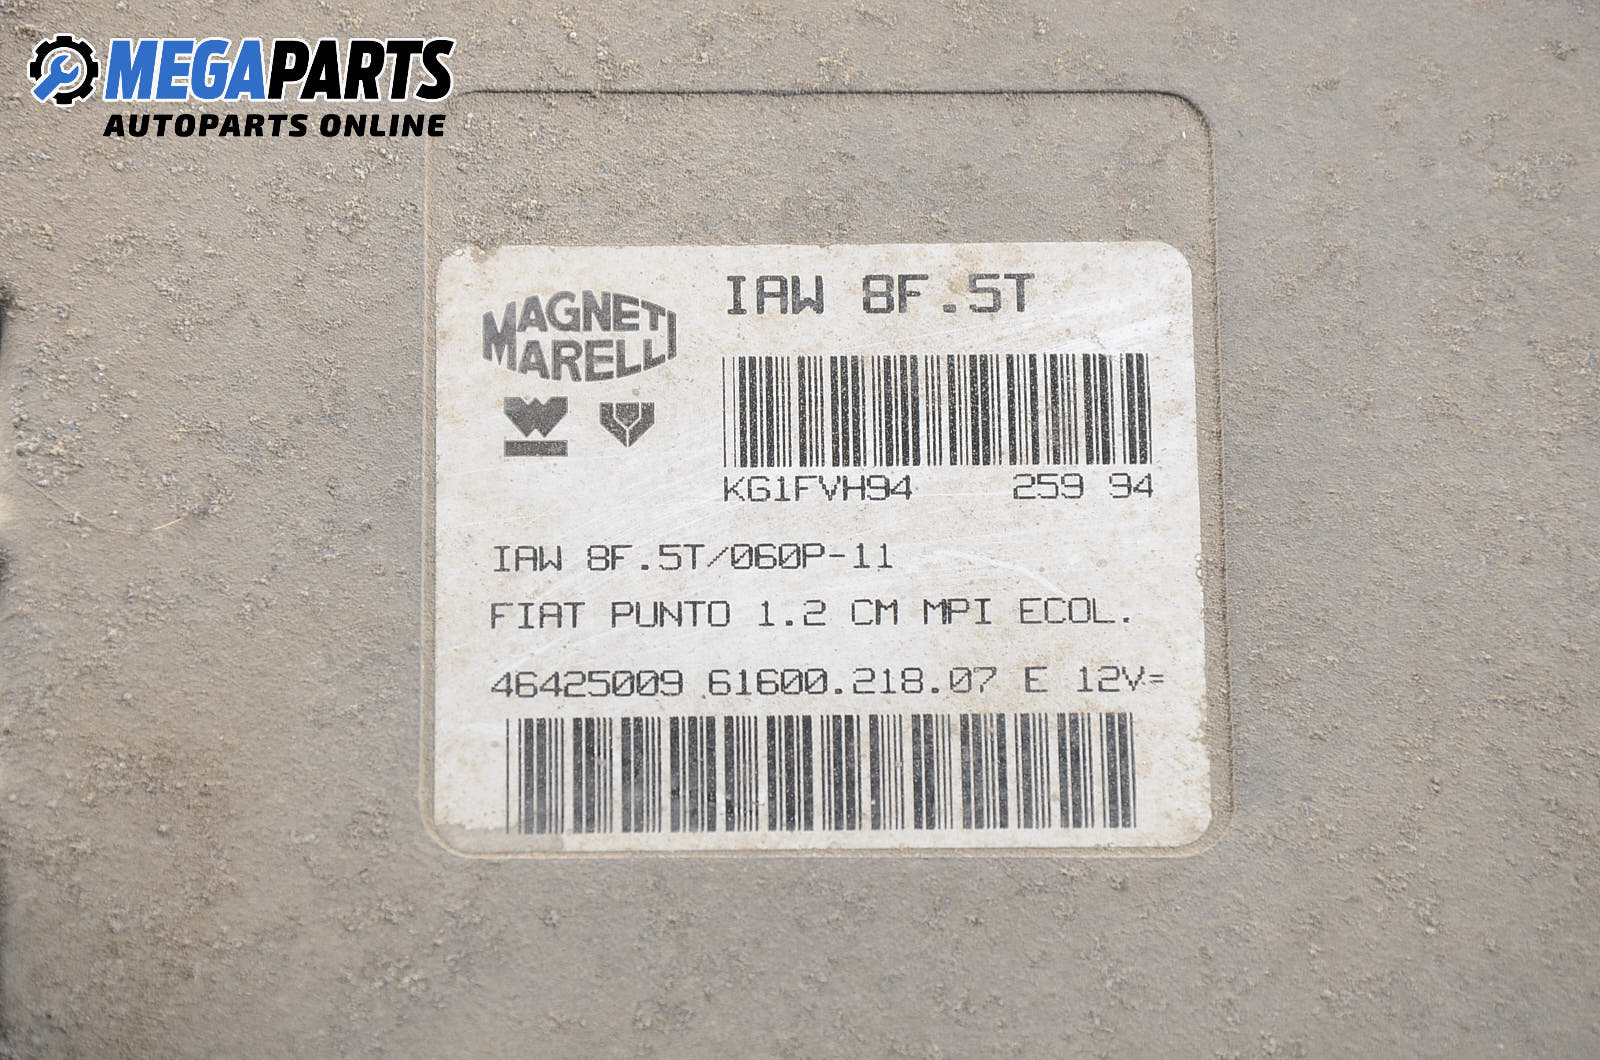 MEGAPARTS
AUTOPARTS ONLINE
IAW 8F.5T
MAGNETI
MARELLI
KG1FVH94 259 94
IAW 8F.5T/060P-11
FIAT PUNTO 1.2 CM MPI ECOL.
46425009 61600.218.07 E 12V=